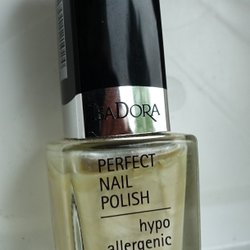 IsaDora
PERFECT
NAIL
POLISH
hypo
allergenic